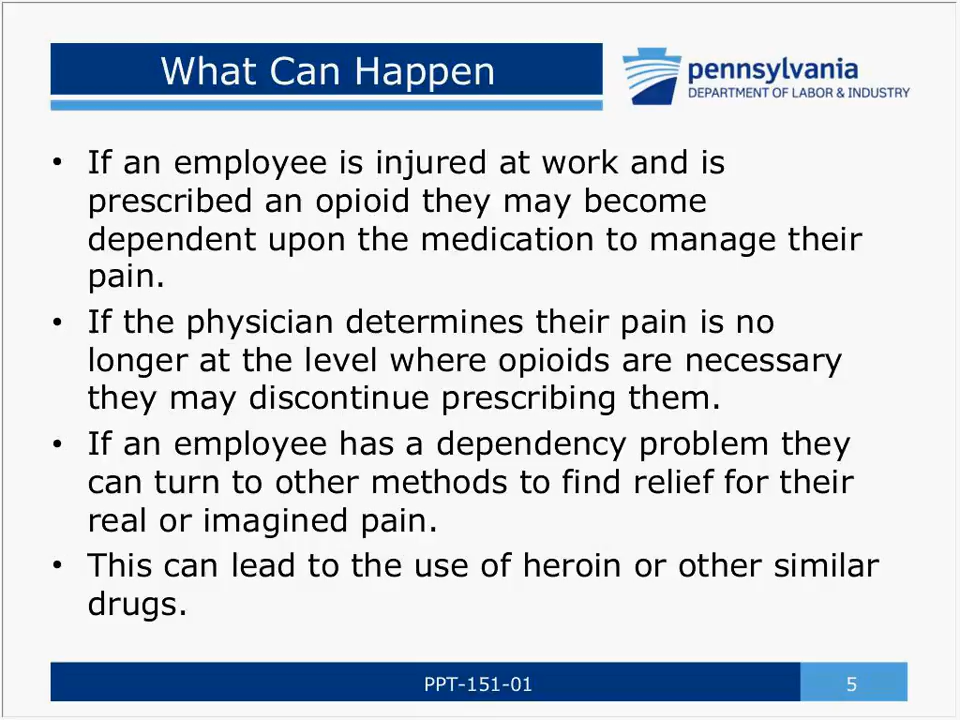 What Can Happen
pennsylvania
DEPARTMENT OF LABOR & INDUSTRY
• If an employee is injured at work and is
prescribed an opioid they may become
dependent upon the medication to manage their
pain.
• If the physician determines their pain is no
longer at the level where opioids are necessary
they may discontinue prescribing them.
• If an employee has a dependency problem they
can turn to other methods to find relief for their
real or imagined pain.
• This can lead to the use of heroin or other similar
drugs.
PPT-151-01
5